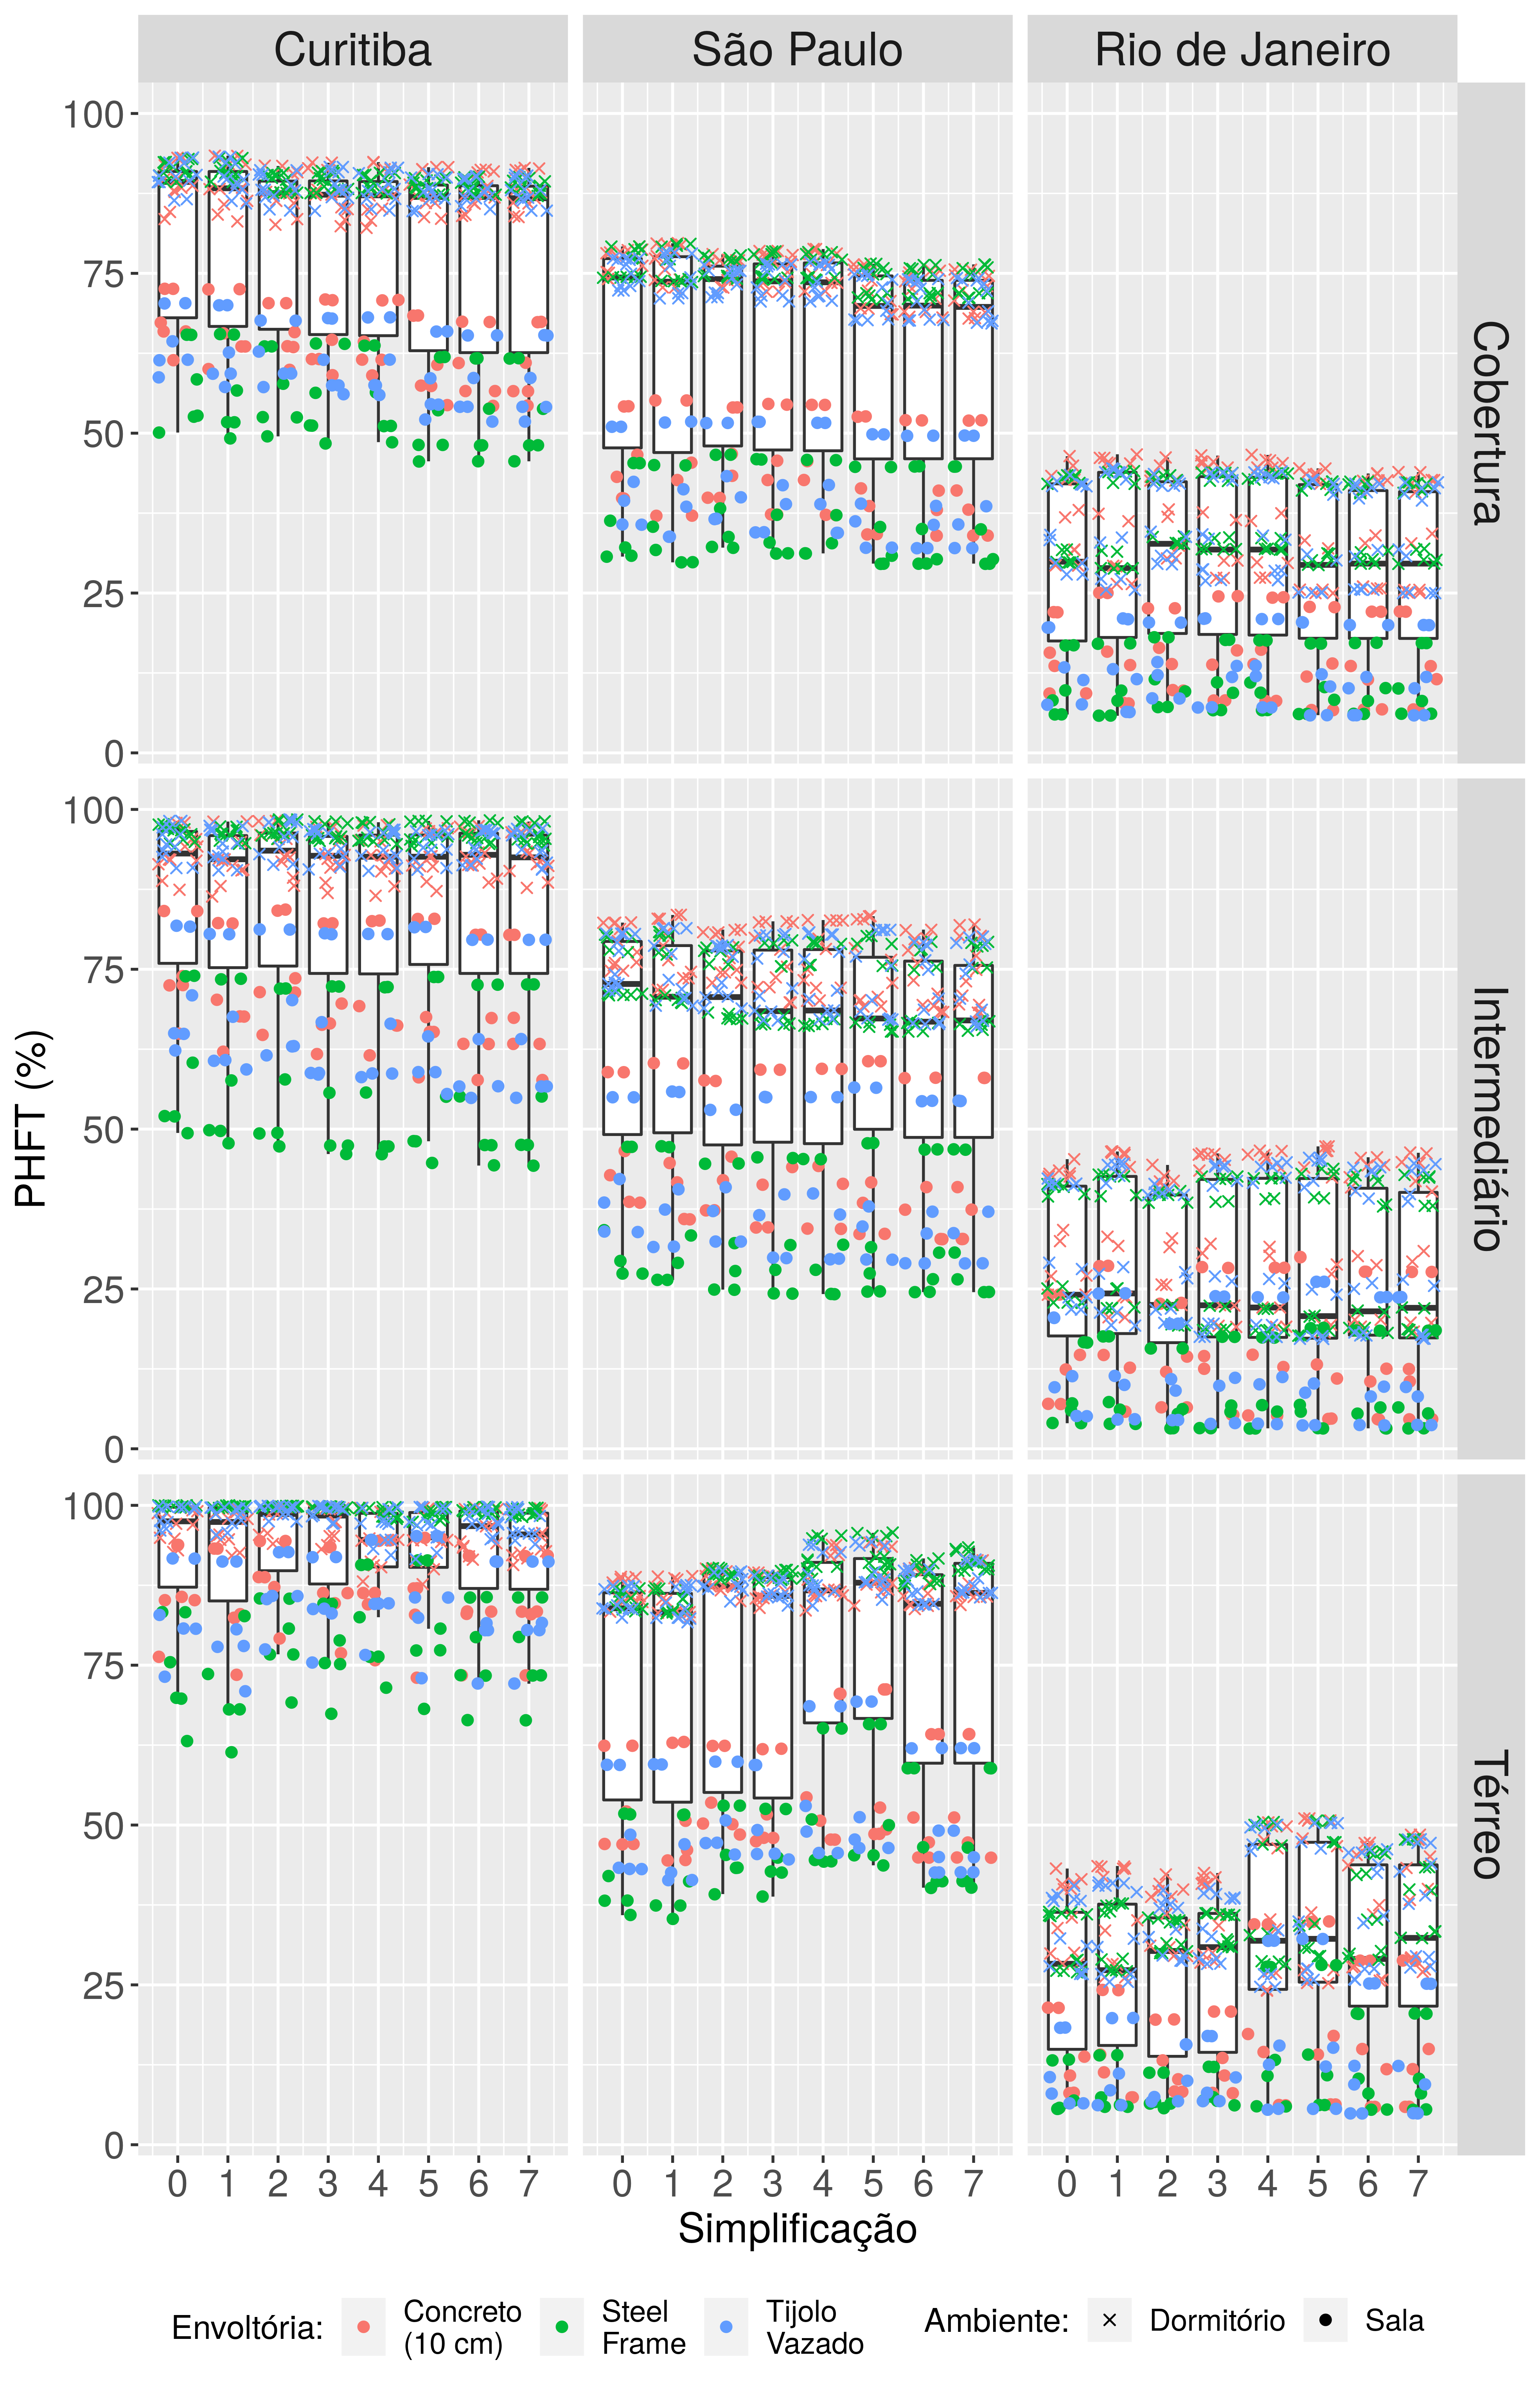 Curitiba São Paulo Rio de Janeiro
100
75
50
25
0
Cobertura
100
75
50
25
0
Intermediário
100
75
50
25
0
Térreo
PHFT (%)
0 1 2 3 4 5 6 7 0 1 2 3 4 5 6 7 0 1 2 3 4 5 6 7
Simplificação
Envoltória: Concreto (10 cm) Steel Frame Tijolo Vazado Ambiente: Dormitório Sala